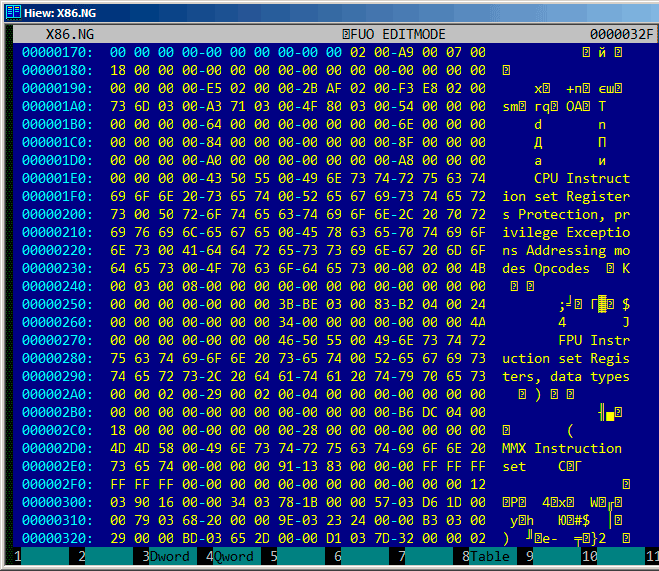 Hiew: X86.NG
X86.NG FUO EDITMODE 0000032F
00000170: 00 00 00 00-00 00 00 00-00 00 02 00-A9 00 07 00 й
00000180: 18 00 00 00-00 00 00 00-00 00 00 00-00 00 00 00
00000190: 00 00 00 00-E5 02 00 00-2B AF 02 00-F3 E8 02 00 х +п єш
000001A0: 73 6D 03 00-A3 71 03 00-4F 80 03 00-54 00 00 00 sm гq OА T
000001B0: 00 00 00 00-64 00 00 00-00 00 00 00-6E 00 00 00 d n
000001C0: 00 00 00 00-84 00 00 00-00 00 00 00-8F 00 00 00 Д П
000001D0: 00 00 00 00-A0 00 00 00-00 00 00 00-A8 00 00 00 а и
000001E0: 00 00 00 00-43 50 55 00-49 6E 73 74-72 75 63 74 CPU Instruct
000001F0: 69 6F 6E 20-73 65 74 00-52 65 67 69-73 74 65 72 ion set Register
00000200: 73 00 50 72-6F 74 65 63-74 69 6F 6E-2C 20 70 72 s Protection, pr
00000210: 69 76 69 6C-65 67 65 00-45 78 63 65-70 74 69 6F ivilege Exceptio
00000220: 6E 73 00 41-64 64 72 65-73 73 69 6E-67 20 6D 6F ns Addressing mo
00000230: 64 65 73 00-4F 70 63 6F-64 65 73 00-00 02 00 4B des Opcodes K
00000240: 00 03 00 08-00 00 00 00-00 00 00 00-00 00 00 00
00000250: 00 00 00 00-00 00 00 00-3B-BE 03 00 83-B2 04 00 24 ;╛ Г▓ $
00000260: 00 00 00 00-00 00 00 00-34 00 00 00-00 00 00 00 4A 4 J
00000270: 00 00 00 00-00 00 00 00-46 50 55 00-49 6E 73 74 72 FPU Instr
00000280: 75 63 74 69-6F 6E 20 73-65 74 00 52-65 67 69 73 uction set Regis
00000290: 74 65 72 73-2C 20 64 61-74 61 20 74-79 70 65 73 ters, data types
000002A0: 00 02 00-29 00 02-00 04 00 00 00-00 00 00 00 )
000002B0: 00 00 00 00-00 00 00 00-00 00 00 00-B6 DC 04 00 ╢▄
000002C0: 18 00 00 00-00 00 00 00-28 00 00 00-00 00 00 00 (
000002D0: 4D 4D 58 00-49 6E 73 74-72 75 63 74-69 6F 6E 20 MMX Instruction
000002E0: 73 65 74 00-00 00 00 00-91 13 83 00-00 00 FF FF set С Г
000002F0: FF FF FF 00-00 00 00 00-00 00 00 00-00 00 00 12
00000300: 03 90 16 00-00 34 03 78-1B 00 00 57-03 D6 1D 00 Р 4 x W╓
00000310: 00 79 03 68-20 00 00 9E-03 23 24 00-00 B3 03 00 y h Ю #$ │
00000320: 29 00 00 BD-03 65 2D 00-00 D1 03 7D-32 00 00 02 ) ╜ e- ╤ }2
1 2 3Dword 4Qword 5 6 7 8Table 9 10 11